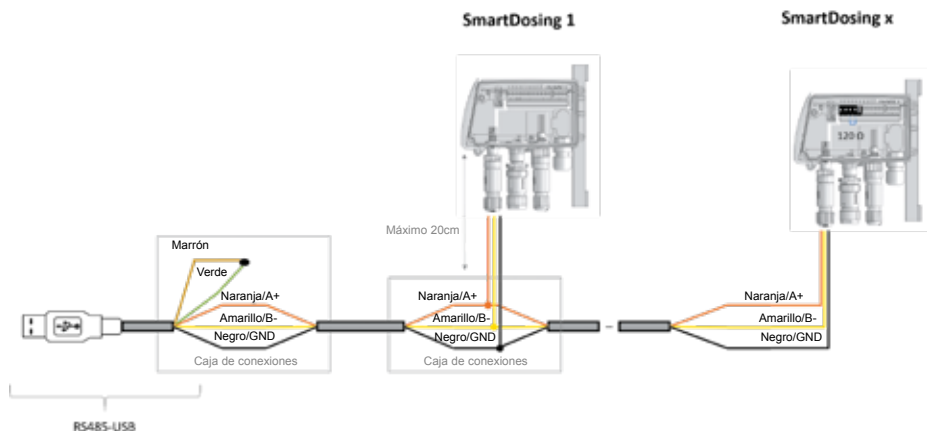 SmartDosing 1
SmartDosing x
120 Ω
Máximo 20cm
Marrón
Verde
Naranja/A+
Amarillo/B-
Negro/GND
Caja de conexiones
Naranja/A+
Amarillo/B-
Negro/GND
Caja de conexiones
Naranja/A+
Amarillo/B-
Negro/GND
RS485-USB